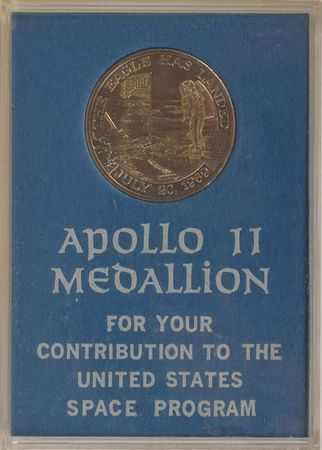 THE EAGLE HAS LANDED
JULY 20, 1969
APOLLO 11
MEDALLION
FOR YOUR
CONTRIBUTION TO THE
UNITED STATES
SPACE PROGRAM